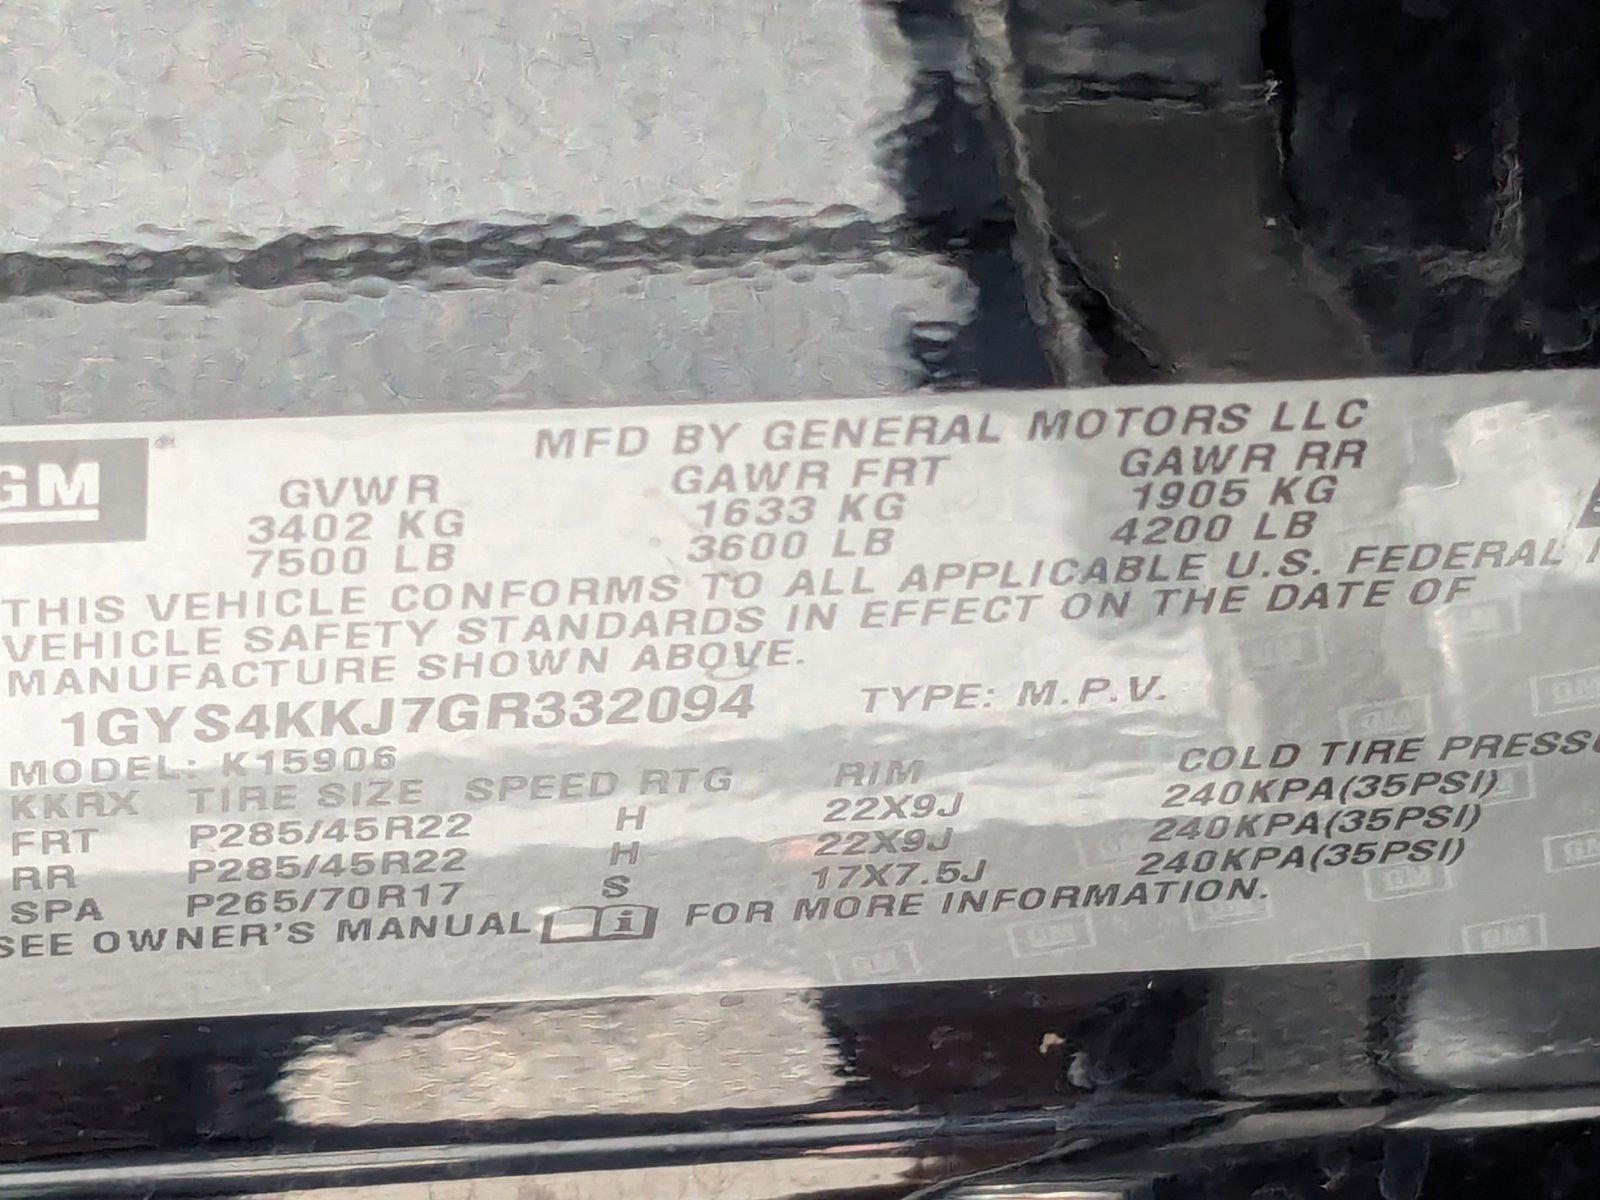 GM
MFD BY GENERAL MOTORS LLC
GVWR GAWR FRT GAWR RR
3402 KG 1633 KG 1905 KG
7500 LB 3600 LB 4200 LB
THIS VEHICLE CONFORMS TO ALL APPLICABLE U.S. FEDERAL
VEHICLE SAFETY STANDARDS IN EFFECT ON THE DATE OF
MANUFACTURE SHOWN ABOVE.
1GYS4KKJ7GR332094 TYPE: M.P.V.
MODEL: K15906
KKRX TIRE SIZE SPEED RTG RIM COLD TIRE PRESSU
FRT P285/45R22 H 22X9J 240KPA(35PSI)
RR P285/45R22 H 22X9J 240KPA(35PSI)
SPA P265/70R17 S 17X7.5J 240KPA(35PSI)
SEE OWNER'S MANUAL i FOR MORE INFORMATION.